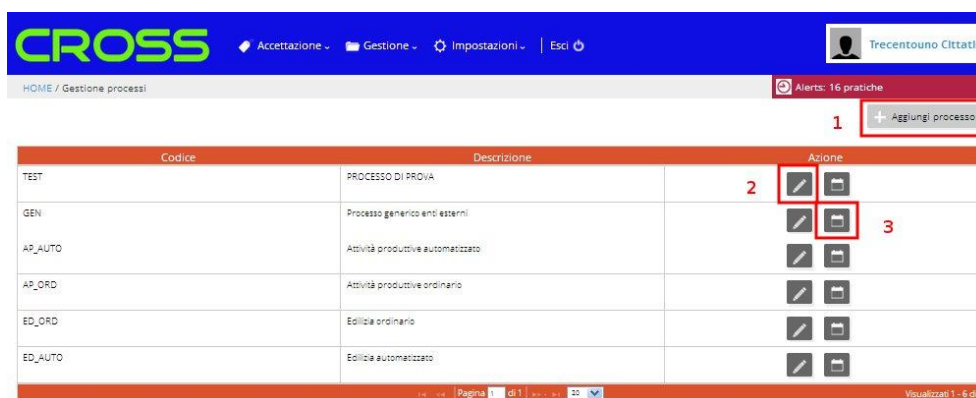 CROSS
Accettazione Gestione Impostazioni Esci
Trecentouno Cittadi
HOME / Gestione processi
Alerts: 16 pratiche
1
Aggiungi processo
Codice Descrizione Azione
TEST PROCESSO DI PROVA
2
GEN Processo generico enti esterni
3
AP_AUTO Attività produttive automatizzato
AP_ORD Attività produttive ordinario
ED_ORD Edilizia ordinario
ED_AUTO Edilizia automatizzato
Pagina 1 di 1 20 Visualizzati 1 - 6 di